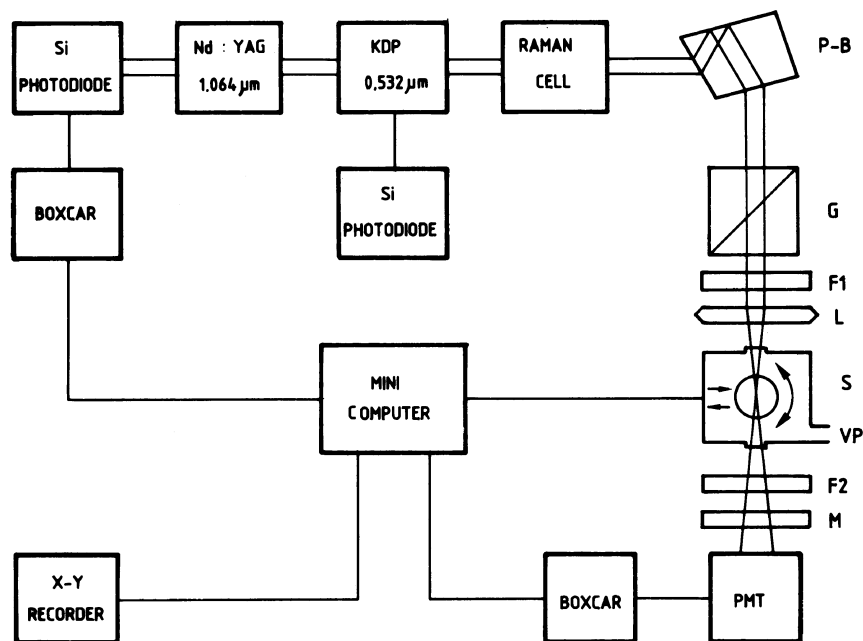 Si
PHOTODIODE
Nd : YAG
1.064 µm
KDP
0,532 µm
RAMAN
CELL
P-B
BOXCAR
Si
PHOTODIODE
G
F1
L
MINI
COMPUTER
S
VP
F2
M
X-Y
RECORDER
BOXCAR
PMT